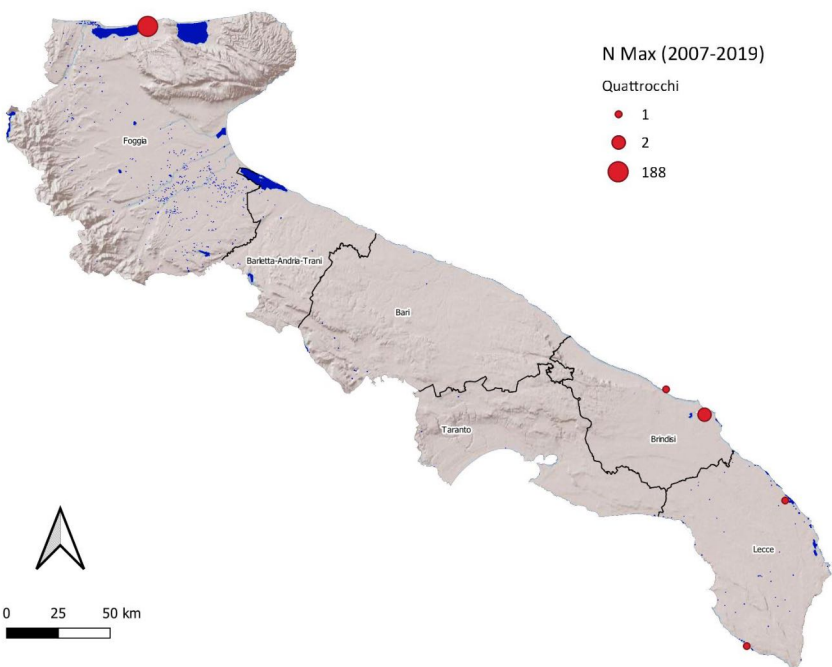 N Max (2007-2019)
Quattrocchi
1
2
188
Foggia
Barletta-Andria-Trani
Bari
Taranto
Brindisi
Lecce
0 25 50 km